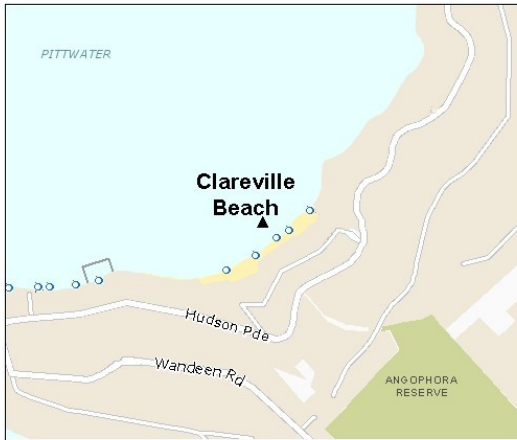 PITTWATER
Clareville
Beach
Hudson Pde
Wandeen Rd
ANGOPHORA
RESERVE